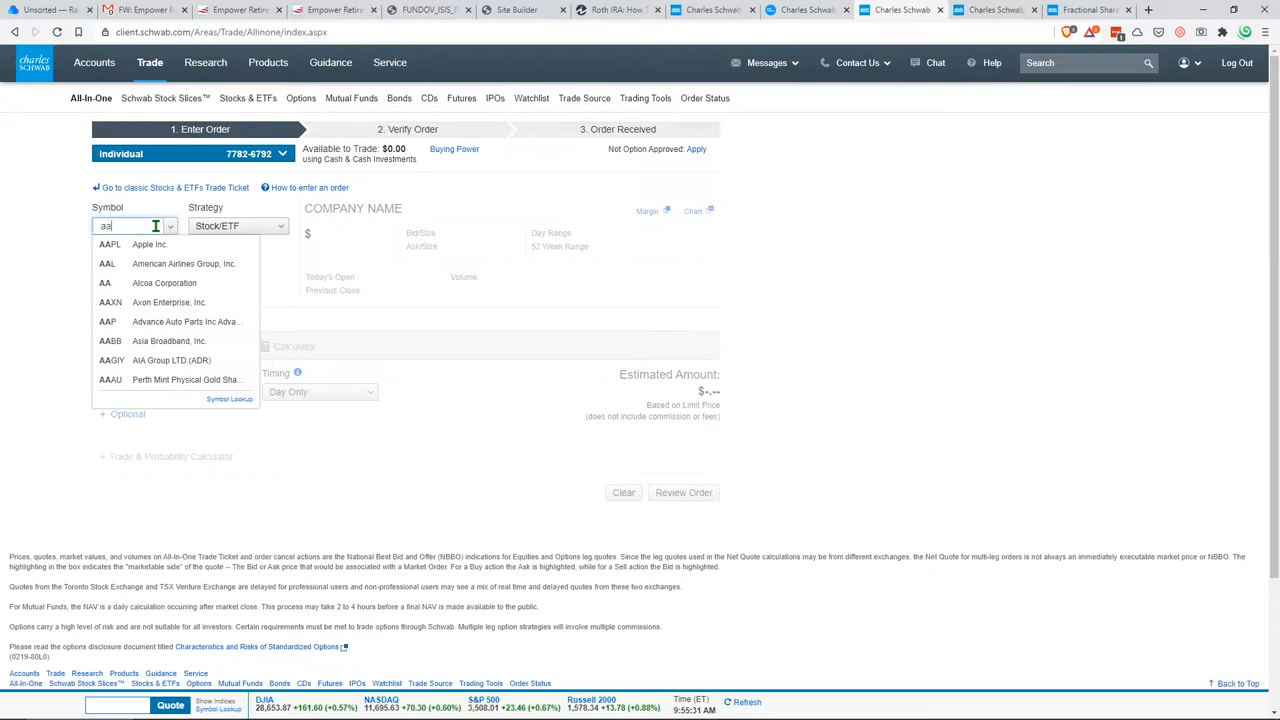 Unsorted — Rain
FW: Empower R
Empower Retire
Empower Retire
FUNDOV_ISIS_P
Site Builder
Roth IRA: How T
Charles Schwab
Charles Schwab
Charles Schwab
Charles Schwab
Fractional Share
client.schwab.com/Areas/Trade/Allinone/index.aspx
charles SCHWAB
Accounts Trade Research Products Guidance Service
Messages Contact Us Chat Help Search Log Out
All-In-One Schwab Stock Slices™ Stocks & ETFs Options Mutual Funds Bonds CDs Futures IPOs Watchlist Trade Source Trading Tools Order Status
1. Enter Order 2. Verify Order 3. Order Received
Individual 7782-6792
Available to Trade: $0.00 Buying Power
using Cash & Cash Investments
Not Option Approved: Apply
Go to classic Stocks & ETFs Trade Ticket How to enter an order
Symbol Strategy
aa Stock/ETF
COMPANY NAME
Margin Chart
$
Bid/Size Day Range
Ask/Size 52 Week Range
Today's Open Volume
Previous Close
AAPL Apple Inc.
AAL American Airlines Group, Inc.
AA Alcoa Corporation
AAXN Axon Enterprise, Inc.
AAP Advance Auto Parts Inc Adva...
AABB Asia Broadband, Inc.
AAGIY AIA Group LTD.(ADR)
AAAU Perth Mint Physical Gold Sha...
Symbol Lookup
Calculator
Timing
Day Only
Estimated Amount:
$-.--
Based on Limit Price
(does not include commission or fees)
+ Optional
+ Trade & Probability Calculator
Clear Review Order
Prices, quotes, market values, and volumes on All-In-One Trade Ticket and order cancel actions are the National Best Bid and Offer (NBBO) indications for Equities and Options leg quotes. Since the leg quotes used in the Net Quote calculations may be from different exchanges, the Net Quote for multi-leg orders is not always an immediately executable market price or NBBO. The
highlighting in the box indicates the "marketable side" of the quote -- The Bid or Ask price that would be associated with a Market Order. For a Buy action the Ask is highlighted, while for a Sell action the Bid is highlighted.
Quotes from the Toronto Stock Exchange and TSX Venture Exchange are delayed for professional users and non-professional users may see a mix of real time and delayed quotes from these two exchanges.
For Mutual Funds, the NAV is a daily calculation occurring after market close. This process may take 2 to 4 hours before a final NAV is made available to the public.
Options carry a high level of risk and are not suitable for all investors. Certain requirements must be met to trade options through Schwab. Multiple leg option strategies will involve multiple commissions.
Please read the options disclosure document titled Characteristics and Risks of Standardized Options
(0219-80L0)
Accounts Trade Research Products Guidance Service
All-In-One Schwab Stock Slices™ Stocks & ETFs Options Mutual Funds Bonds CDs Futures IPOs Watchlist Trade Source Trading Tools Order Status
Back to Top
Quote
Show Indices
Symbol Lookup
DJIA
28,653.87 +161.60 (+0.57%)
NASDAQ
11,695.63 +70.30 (+0.60%)
S&P 500
3,508.01 +23.46 (+0.67%)
Russell 2000
1,578.34 +13.78 (+0.88%)
Time (ET)
9:55:31 AM
Refresh